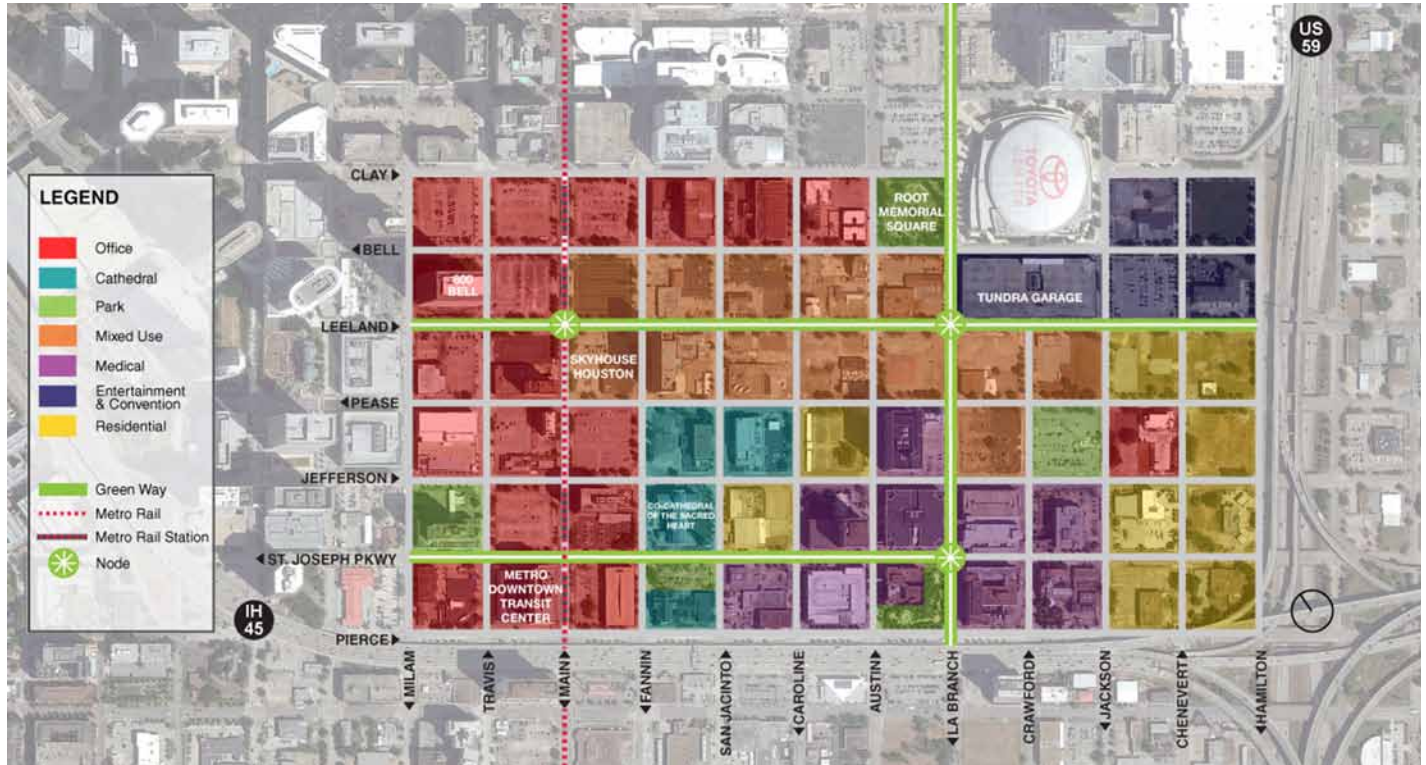 US
59
CLAY
BELL
LEELAND
PEASE
JEFFERSON
ST. JOSEPH PKWY
PIERCE
LEGEND
Office
Cathedral
Park
Mixed Use
Medical
Entertainment
& Convention
Residential
Green Way
Metro Rail
Metro Rail Station
Node
IH
45
TOYOTA
ROOT
MEMORIAL
SQUARE
600
BELL
TUNDRA GARAGE
SKYHOUSE
HOUSTON
CO-CATHEDRAL
OF THE SACRED
HEART
METRO
DOWNTOWN
TRANSIT
CENTER
MILAM
TRAVIS
MAIN
FANNIN
SAN JACINTO
CAROLINE
AUSTIN
LA BRANCH
CRAWFORD
JACKSON
CHENEVERT
HAMILTON